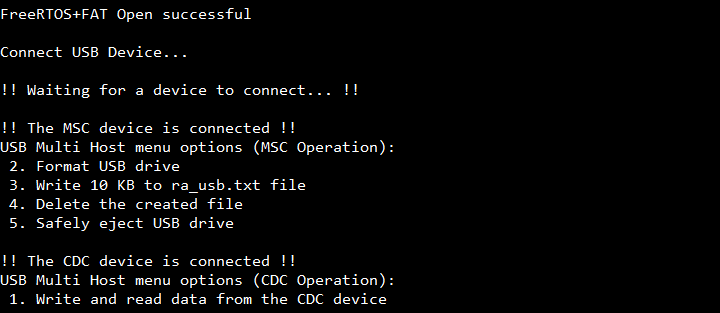 FreeRTOS+FAT Open successful
Connect USB Device...
!! Waiting for a device to connect... !!
!! The MSC device is connected !!
USB Multi Host menu options (MSC Operation):
2. Format USB drive
3. Write 10 KB to ra_usb.txt file
4. Delete the created file
5. Safely eject USB drive
!! The CDC device is connected !!
USB Multi Host menu options (CDC Operation):
1. Write and read data from the CDC device